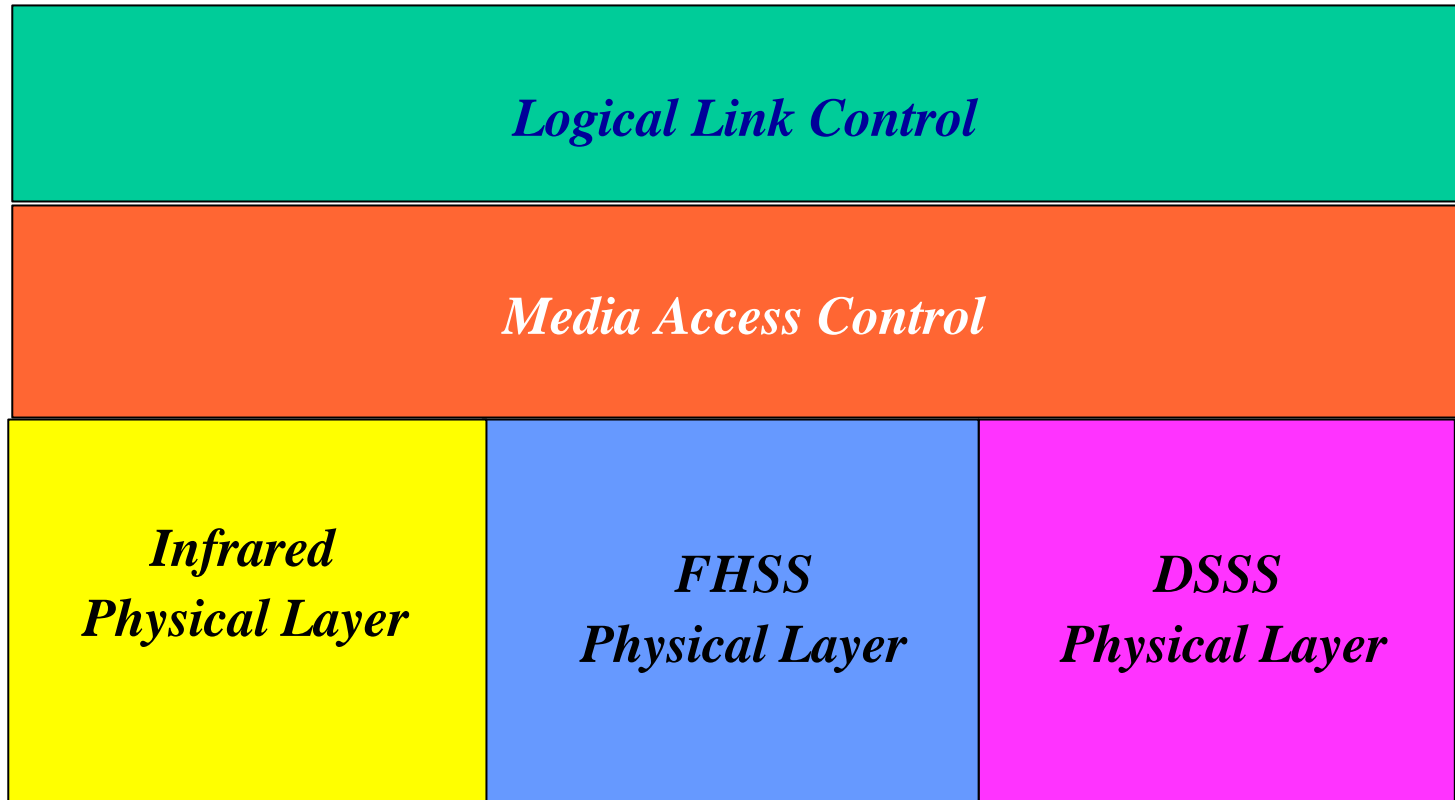 Logical Link Control
Media Access Control
Infrared
Physical Layer
FHSS
Physical Layer
DSSS
Physical Layer